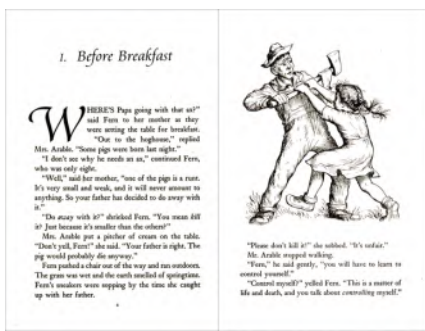 1. Before Breakfast
WHERE'S Papa going with that ax?"
said Fern to her mother as they
were setting the table for breakfast.
"Out to the hoghouse," replied
Mrs. Arable. "Some pigs were born last night."
"I don't see why he needs an ax," continued Fern,
who was only eight.
"Well," said her mother, "one of the pigs is a runt.
It's very small and weak, and it will never amount to
anything. So your father has decided to do away with
it."
"Do away with it?" shrieked Fern. "You mean kill
it? Just because it's smaller than the others?"
Mrs. Arable put a pitcher of cream on the table.
"Don't yell, Fern!" she said. "Your father is right. The
pig would probably die anyway."
Fern pushed a chair out of the way and ran outdoors.
The grass was wet and the earth smelled of springtime.
Fern's sneakers were sopping by the time she caught
up with her father.
"Please don't kill it!" she sobbed. "It's unfair."
Mr. Arable stopped walking.
"Fern," he said gently, "you will have to learn to
control yourself."
"Control myself?" yelled Fern. "This is a matter of
life and death, and you talk about controlling myself."